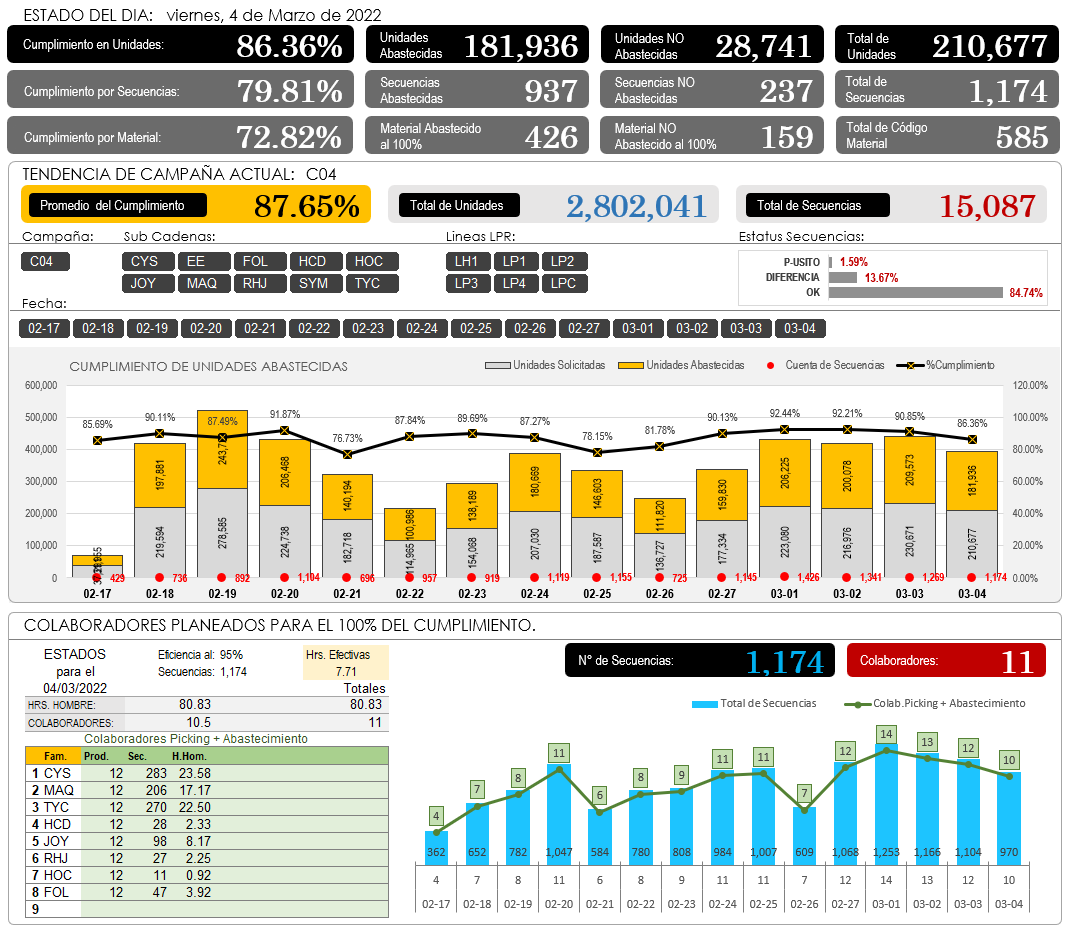 ESTADO DEL DIA: viernes, 4 de Marzo de 2022
Cumplimiento en Unidades: 86.36% Unidades Abastecidas 181,936 Unidades NO Abastecidas 28,741 Total de Unidades 210,677
Cumplimiento por Secuencias: 79.81% Secuencias Abastecidas 937 Secuencias NO Abastecidas 237 Total de Secuencias 1,174
Cumplimiento por Material: 72.82% Material Abastecido al 100% 426 Material NO Abastecido al 100% 159 Total de Código Material 585
TENDENCIA DE CAMPAÑA ACTUAL: C04
Promedio del Cumplimiento 87.65% Total de Unidades 2,802,041 Total de Secuencias 15,087
Campaña: Sub Cadenas: Lineas LPR: Estatus Secuencias:
C04 CYS EE FOL HCD HOC LH1 LP1 LP2
JOY MAQ RHJ SYM TYC LP3 LP4 LPC
P-USITO 1.59%
DIFERENCIA 13.67%
OK 84.74%
Fecha:
02-17 02-18 02-19 02-20 02-21 02-22 02-23 02-24 02-25 02-26 02-27 03-01 03-02 03-03 03-04
CUMPLIMIENTO DE UNIDADES ABASTECIDAS Unidades Solicitadas Unidades Abastecidas Cuenta de Secuencias %Cumplimiento
600,000 500,000 400,000 300,000 200,000 100,000 0
120.00% 100.00% 80.00% 60.00% 40.00% 20.00% 0.00%
85.69% 90.11% 87.49% 91.87% 76.73% 87.84% 89.69% 87.27% 78.15% 81.78% 90.13% 92.44% 92.21% 90.85% 86.36%
197,881 206,468 140,194 100,986 138,189 180,669 146,603 111,820 159,830 206,225 200,078 209,573 181,936
219,594 278,585 224,738 182,718 114,965 154,068 207,030 187,587 136,727 177,334 223,080 216,976 230,671 210,677
429 736 892 1,104 696 957 919 1,119 1,155 725 1,145 1,426 1,341 1,269 1,174
02-17 02-18 02-19 02-20 02-21 02-22 02-23 02-24 02-25 02-26 02-27 03-01 03-02 03-03 03-04
COLABORADORES PLANEADOS PARA EL 100% DEL CUMPLIMIENTO.
ESTADOS para el 04/03/2022
Eficiencia al: 95% Hrs. Efectivas
Secuencias: 1,174 7.71
Totales
HRS. HOMBRE: 80.83 80.83
COLABORADORES: 10.5 11
Colaboradores Picking + Abastecimiento
Fam. Prod. Sec. H.Hom.
1 CYS 12 283 23.58
2 MAQ 12 206 17.17
3 TYC 12 270 22.50
4 HCD 12 28 2.33
5 JOY 12 98 8.17
6 RHJ 12 27 2.25
7 HOC 12 11 0.92
8 FOL 12 47 3.92
9
N° de Secuencias: 1,174 Colaboradores: 11
Total de Secuencias Colab.Picking + Abastecimiento
4 7 8 11 6 8 9 11 11 7 12 14 13 12 10
362 652 782 1,047 584 780 808 984 1,007 609 1,068 1,253 1,166 1,104 970
4 7 8 11 6 8 9 11 11 7 12 14 13 12 10
02-17 02-18 02-19 02-20 02-21 02-22 02-23 02-24 02-25 02-26 02-27 03-01 03-02 03-03 03-04